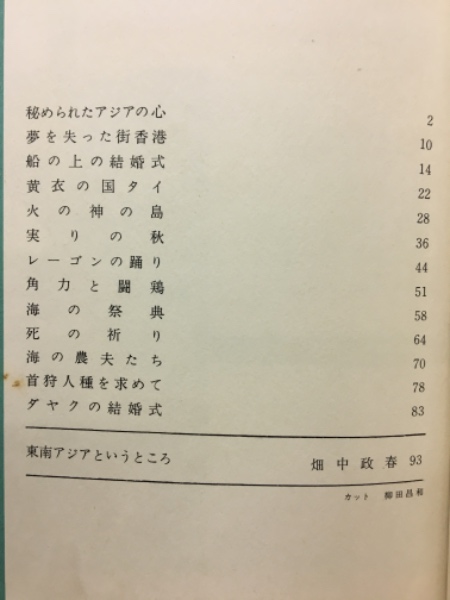 秘められたアジアの心 2
夢を失った街香港 10
船の上の結婚式 14
黄衣の国タイ 22
火の神の島 28
実りの秋 36
レーゴンの踊り 44
角力と闘鶏 51
海の祭典 58
死の祈り 64
海の農夫たち 70
首狩人種を求めて 78
ダヤクの結婚式 83
東南アジアというところ 畑中政春 93
カット 柳田昌和